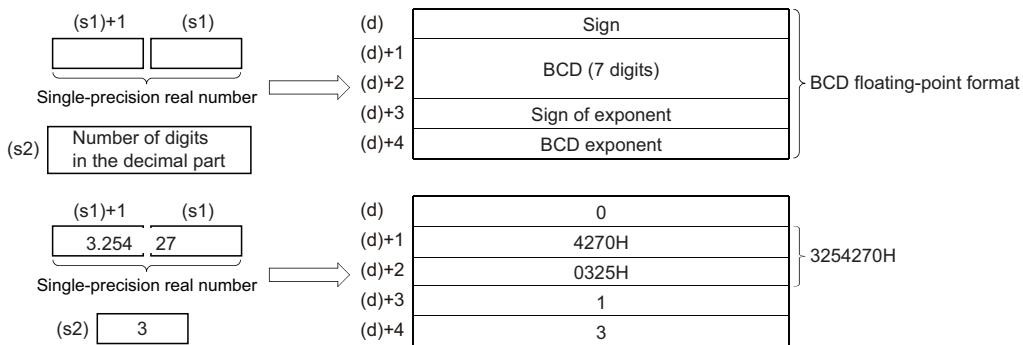 (s1)+1 (s1)
Single-precision real number
(s2) Number of digits
in the decimal part
(d) Sign
(d)+1
BCD (7 digits)
(d)+2
(d)+3 Sign of exponent
(d)+4 BCD exponent
BCD floating-point format
(s1)+1 (s1)
3.254 27
Single-precision real number
(s2) 3
(d) 0
(d)+1 4270H
(d)+2 0325H
(d)+3 1
(d)+4 3
3254270H